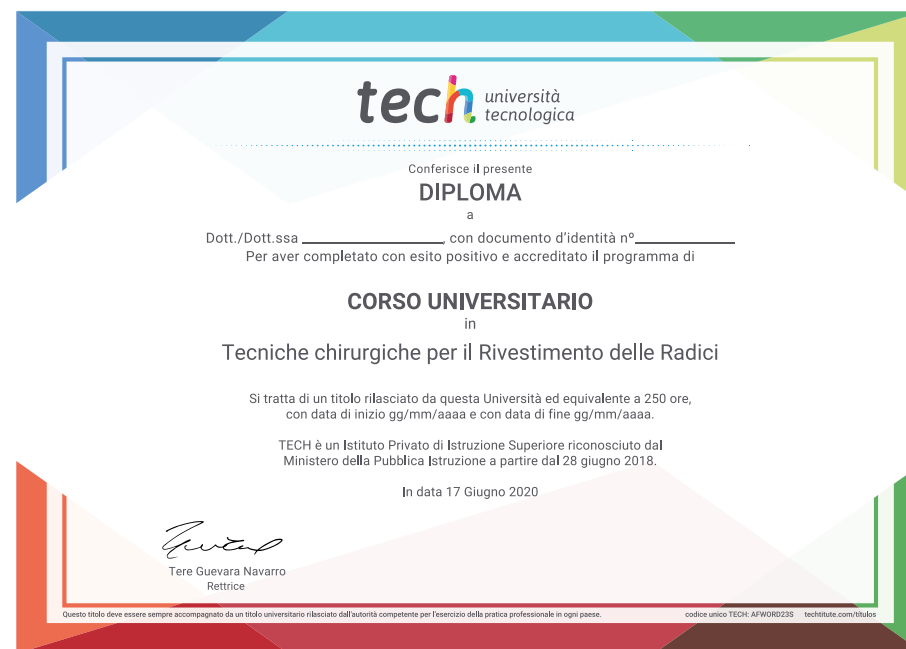 tech università
tecnologica
Conferisce il presente
DIPLOMA
a
Dott./Dott.ssa ________________, con documento d'identità nº____________
Per aver completato con esito positivo e accreditato il programma di
CORSO UNIVERSITARIO
in
Tecniche chirurgiche per il Rivestimento delle Radici
Si tratta di un titolo rilasciato da questa Università ed equivalente a 250 ore,
con data di inizio gg/mm/aaaa e con data di fine gg/mm/aaaa.
TECH è un Istituto Privato di Istruzione Superiore riconosciuto dal
Ministero della Pubblica Istruzione a partire dal 28 giugno 2018.
In data 17 Giugno 2020
Tere Guevara Navarro
Rettrice
Questo titolo deve essere sempre accompagnato da un titolo universitario rilasciato dall'autorità competente per l'esercizio della pratica professionale in ogni paese. codice unico TECH: AFWORD23S techtitute.com/títulos